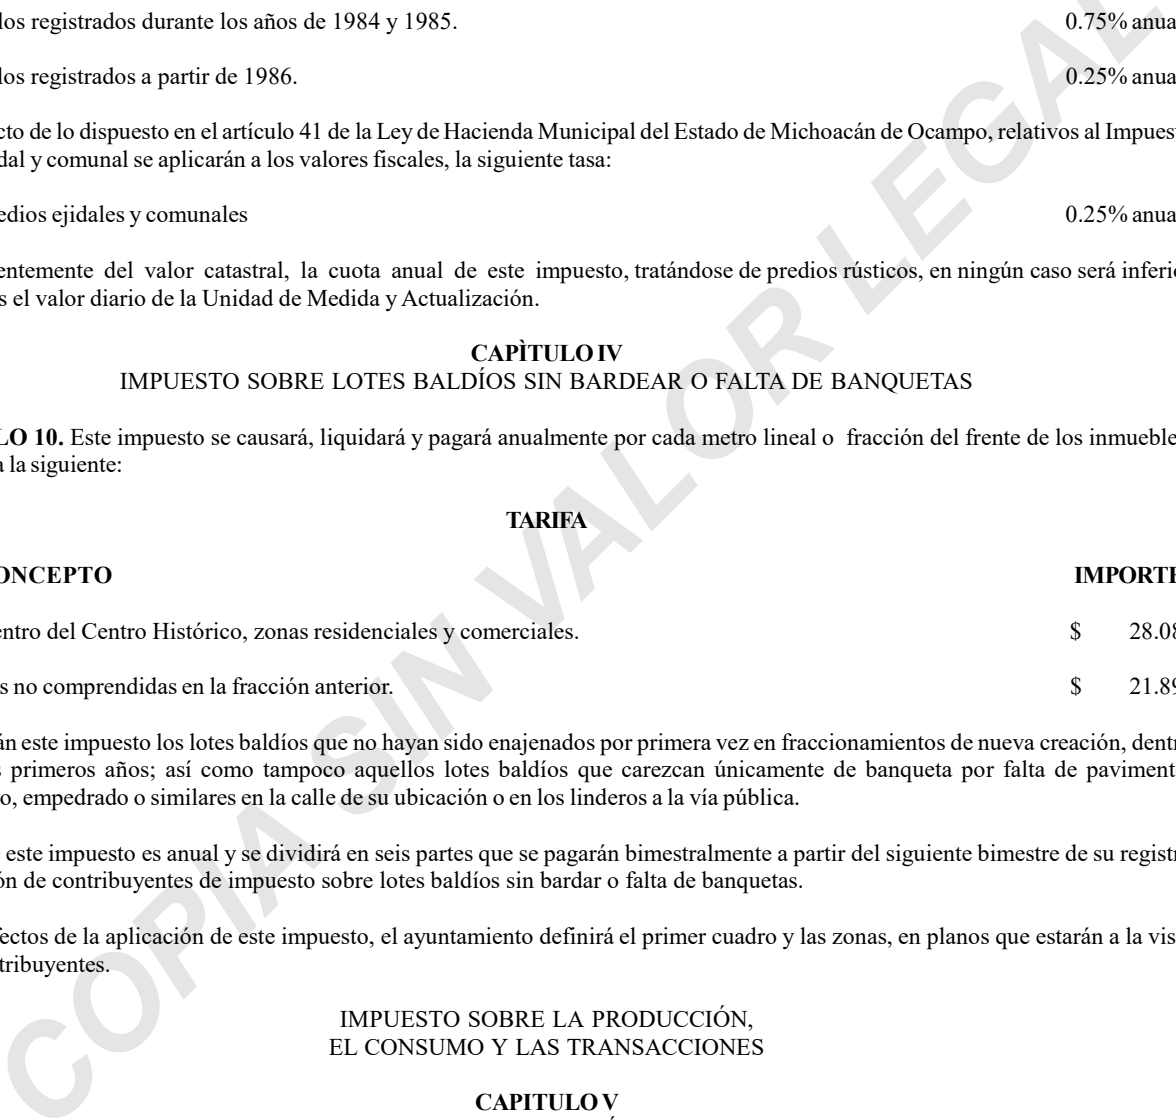 los registrados durante los años de 1984 y 1985. 0.75% anua
los registrados a partir de 1986. 0.25% anua
cto de lo dispuesto en el artículo 41 de la Ley de Hacienda Municipal del Estado de Michoacán de Ocampo, relativos al Impues
dal y comunal se aplicarán a los valores fiscales, la siguiente tasa:
edios ejidales y comunales 0.25% anua
entemente del valor catastral, la cuota anual de este impuesto, tratándose de predios rústicos, en ningún caso será inferio
s el valor diario de la Unidad de Medida y Actualización.
CAPÌTULO IV
IMPUESTO SOBRE LOTES BALDÍOS SIN BARDEAR O FALTA DE BANQUETAS
LO 10. Este impuesto se causará, liquidará y pagará anualmente por cada metro lineal o fracción del frente de los inmueble
a la siguiente:
TARIFA
ONCEPTO IMPORTE
entro del Centro Histórico, zonas residenciales y comerciales. $ 28.08
s no comprendidas en la fracción anterior. $ 21.89
án este impuesto los lotes baldíos que no hayan sido enajenados por primera vez en fraccionamientos de nueva creación, dentr
s primeros años; así como tampoco aquellos lotes baldíos que carezcan únicamente de banqueta por falta de paviment
o, empedrado o similares en la calle de su ubicación o en los linderos a la vía pública.
e este impuesto es anual y se dividirá en seis partes que se pagarán bimestralmente a partir del siguiente bimestre de su registr
ón de contribuyentes de impuesto sobre lotes baldíos sin bardar o falta de banquetas.
fectos de la aplicación de este impuesto, el ayuntamiento definirá el primer cuadro y las zonas, en planos que estarán a la vis
tribuyentes.
IMPUESTO SOBRE LA PRODUCCIÓN,
EL CONSUMO Y LAS TRANSACCIONES
CAPITULO V
COPIA SIN VALOR LEGAL